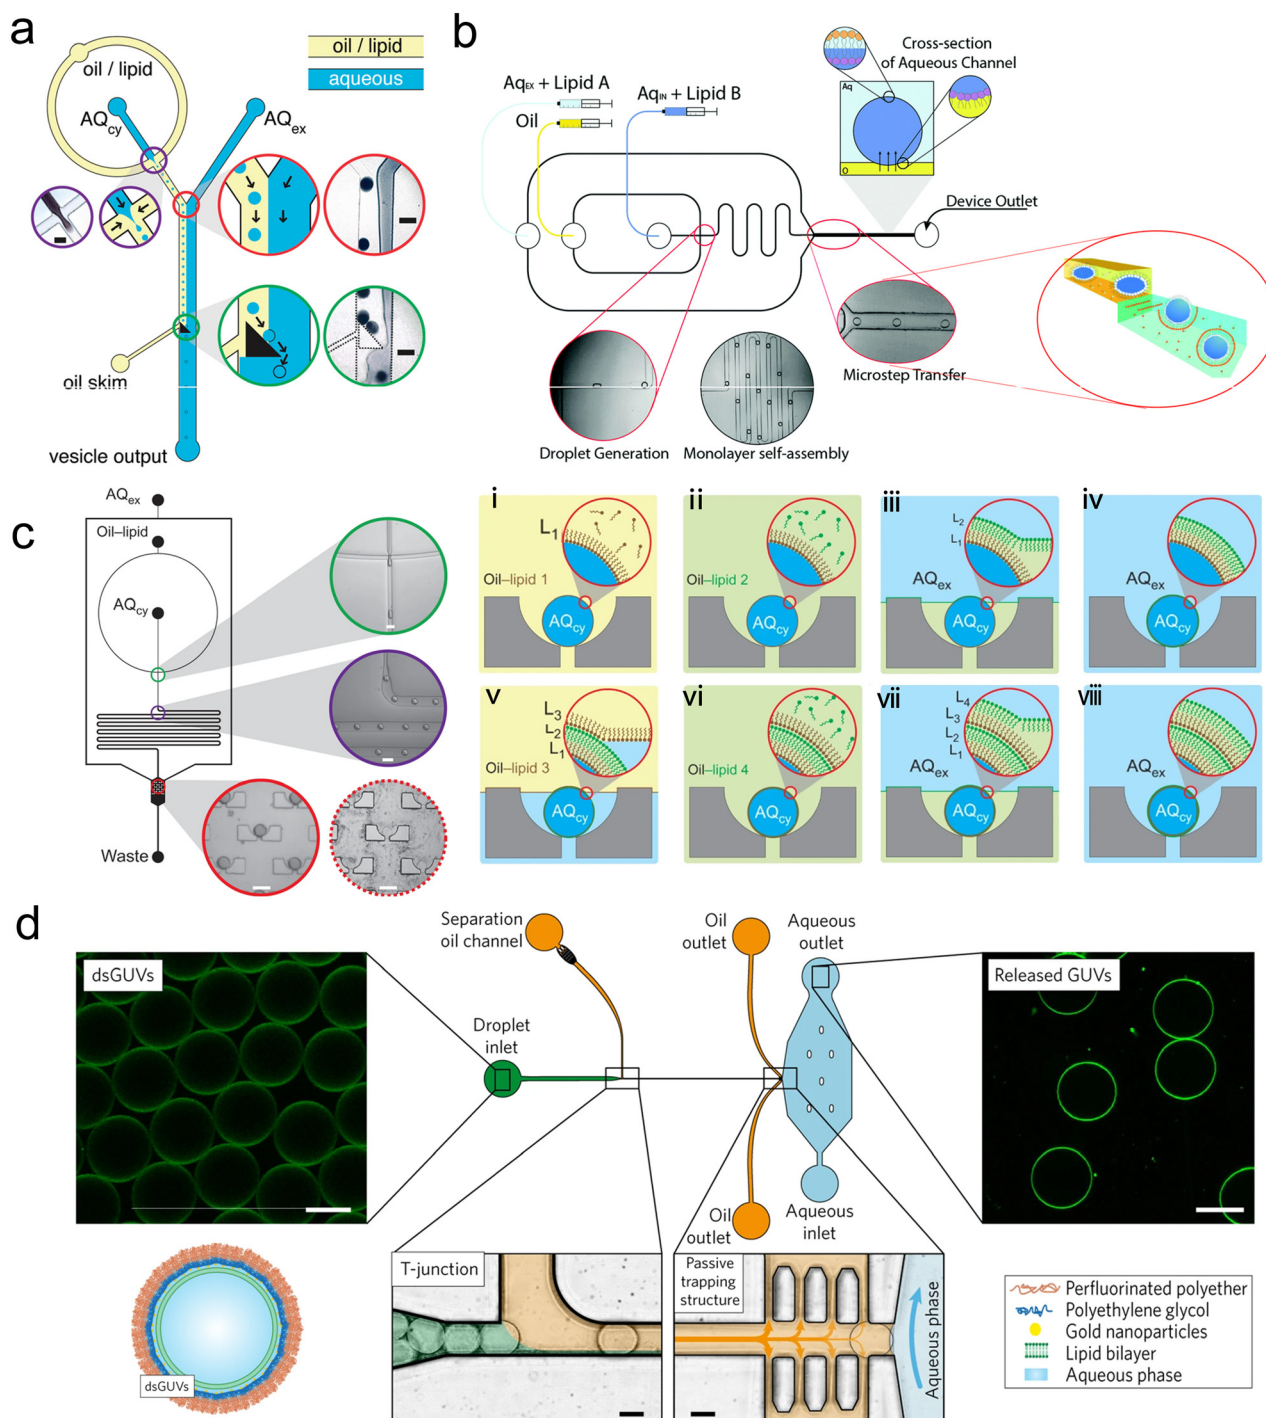 a
oil / lipid
oil / lipid
aqueous
AQcy
AQex
oil skim
vesicle output
b
Cross-section
of Aqueous Channel
AqEX + Lipid A
AqIN + Lipid B
Oil
Aq
O
Device Outlet
Microstep Transfer
Droplet Generation
Monolayer self-assembly
c
AQex
Oil–lipid
AQcy
Waste
i
L1
Oil–lipid 1
AQcy
ii
Oil–lipid 2
AQcy
iii
L2
L1
AQex
AQcy
iv
AQex
AQcy
v
L3
L2
L1
Oil–lipid 3
AQcy
vi
Oil–lipid 4
AQcy
vii
L4
L3
L2
L1
AQex
AQcy
viii
AQex
AQcy
d
dsGUVs
Separation
oil channel
Droplet
inlet
Oil
outlet
Aqueous
outlet
Released GUVs
Oil
outlet
Aqueous
inlet
T-junction
Passive
trapping
structure
Aqueous phase
dsGUVs
Perfluorinated polyether
Polyethylene glycol
Gold nanoparticles
Lipid bilayer
Aqueous phase